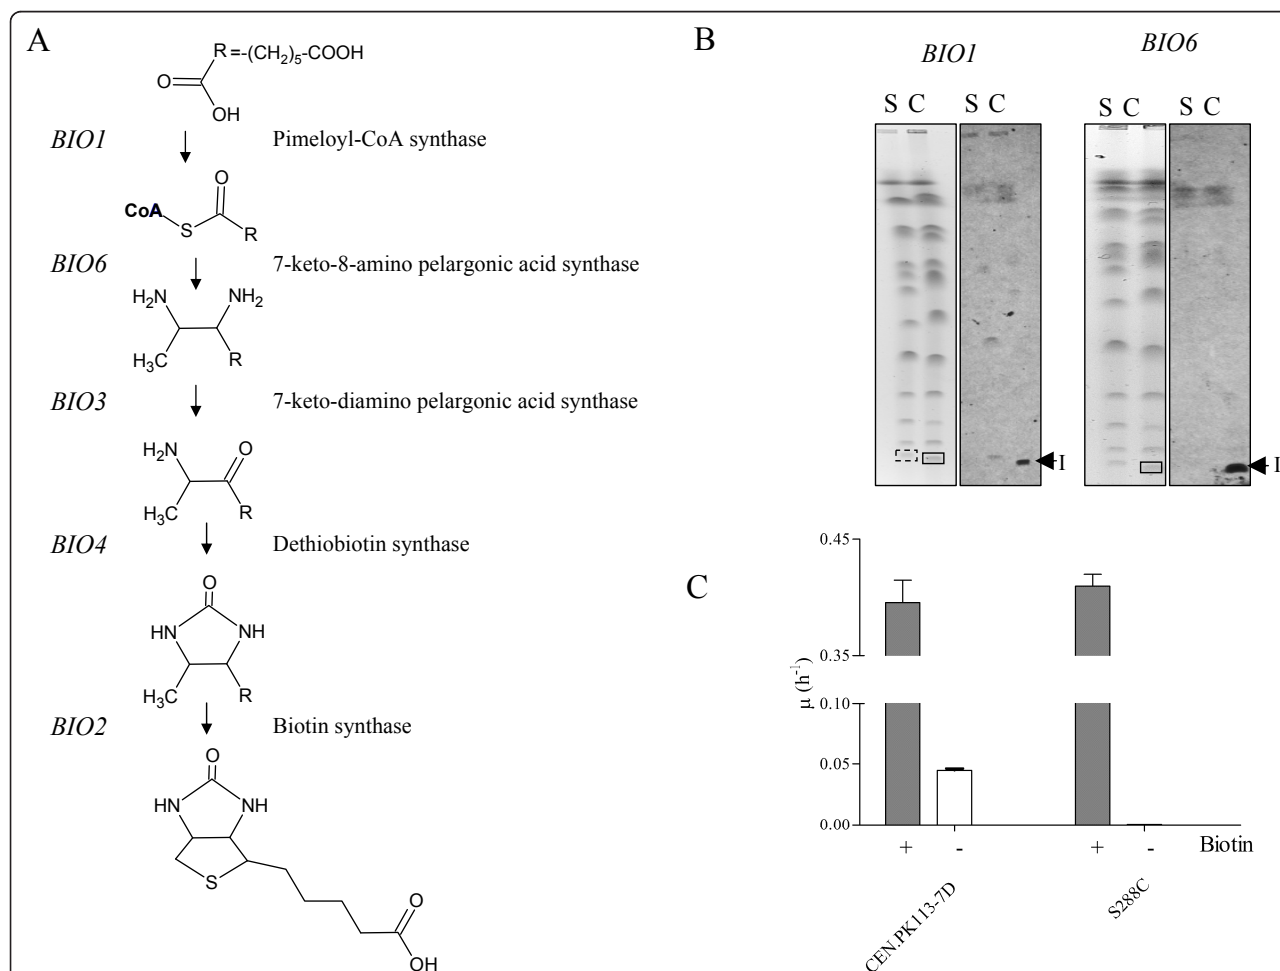 A
R=-(CH2)5-COOH
O
OH
BIO1
Pimeloyl-CoA synthase
O
CoA
S
R
BIO6
7-keto-8-amino pelargonic acid synthase
H2N
NH2
H3C
R
BIO3
7-keto-diamino pelargonic acid synthase
H2N
O
H3C
R
BIO4
Dethiobiotin synthase
O
HN
NH
H3C
R
BIO2
Biotin synthase
O
HN
NH
S
O
OH
B
BIO1
BIO6
S C
S C
S C
S C
I
I
C
μ (h-1)
0.45
0.35
0.10
0.05
0.00
+
-
+
-
Biotin
CEN.PK113-7D
S288C